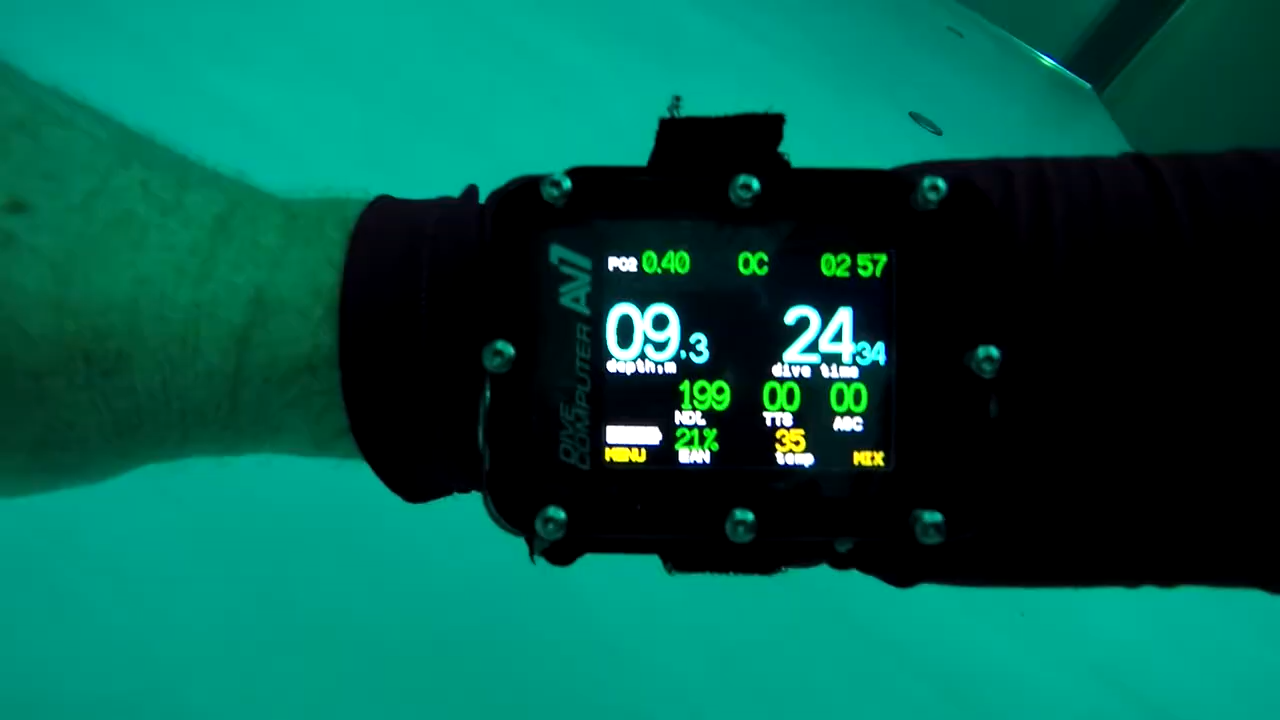 PO2 0.40 OC 02 57
09.3 24 34
depth,m dive time
199 00 00
NDL TTS ASC
21% 35
MENU EAN temp MIX
DIVE COMPUTER AV1